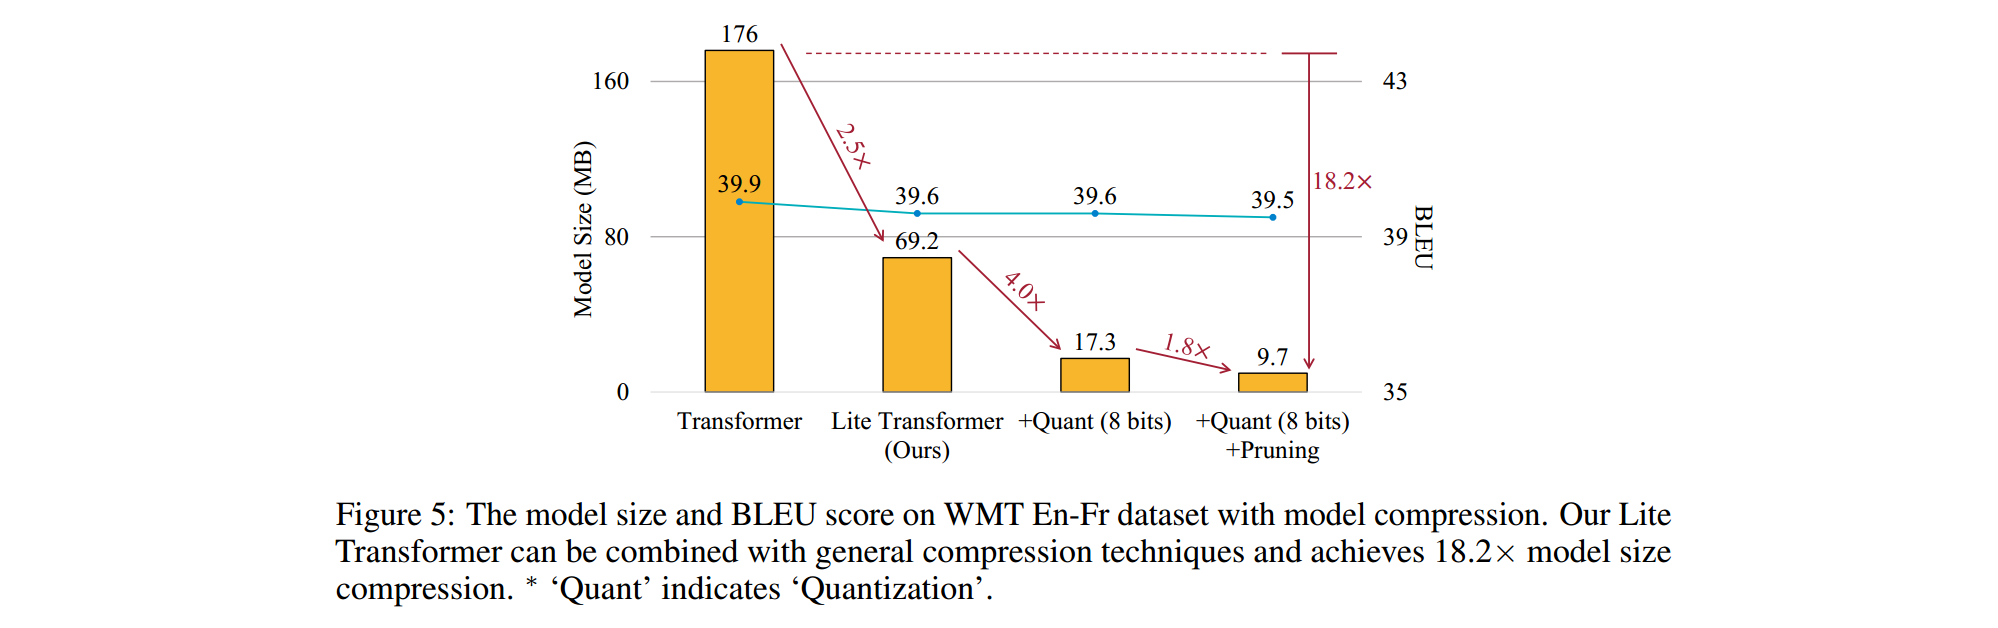 176
160
43
2.5×
18.2×
39.9
39.6
39.6
39.5
Model Size (MB)
BLEU
80
39
69.2
4.0×
17.3
1.8×
9.7
0
35
Transformer
Lite Transformer
(Ours)
+Quant (8 bits)
+Quant (8 bits)
+Pruning
Figure 5: The model size and BLEU score on WMT En-Fr dataset with model compression. Our Lite
Transformer can be combined with general compression techniques and achieves 18.2× model size
compression. * ‘Quant’ indicates ‘Quantization’.